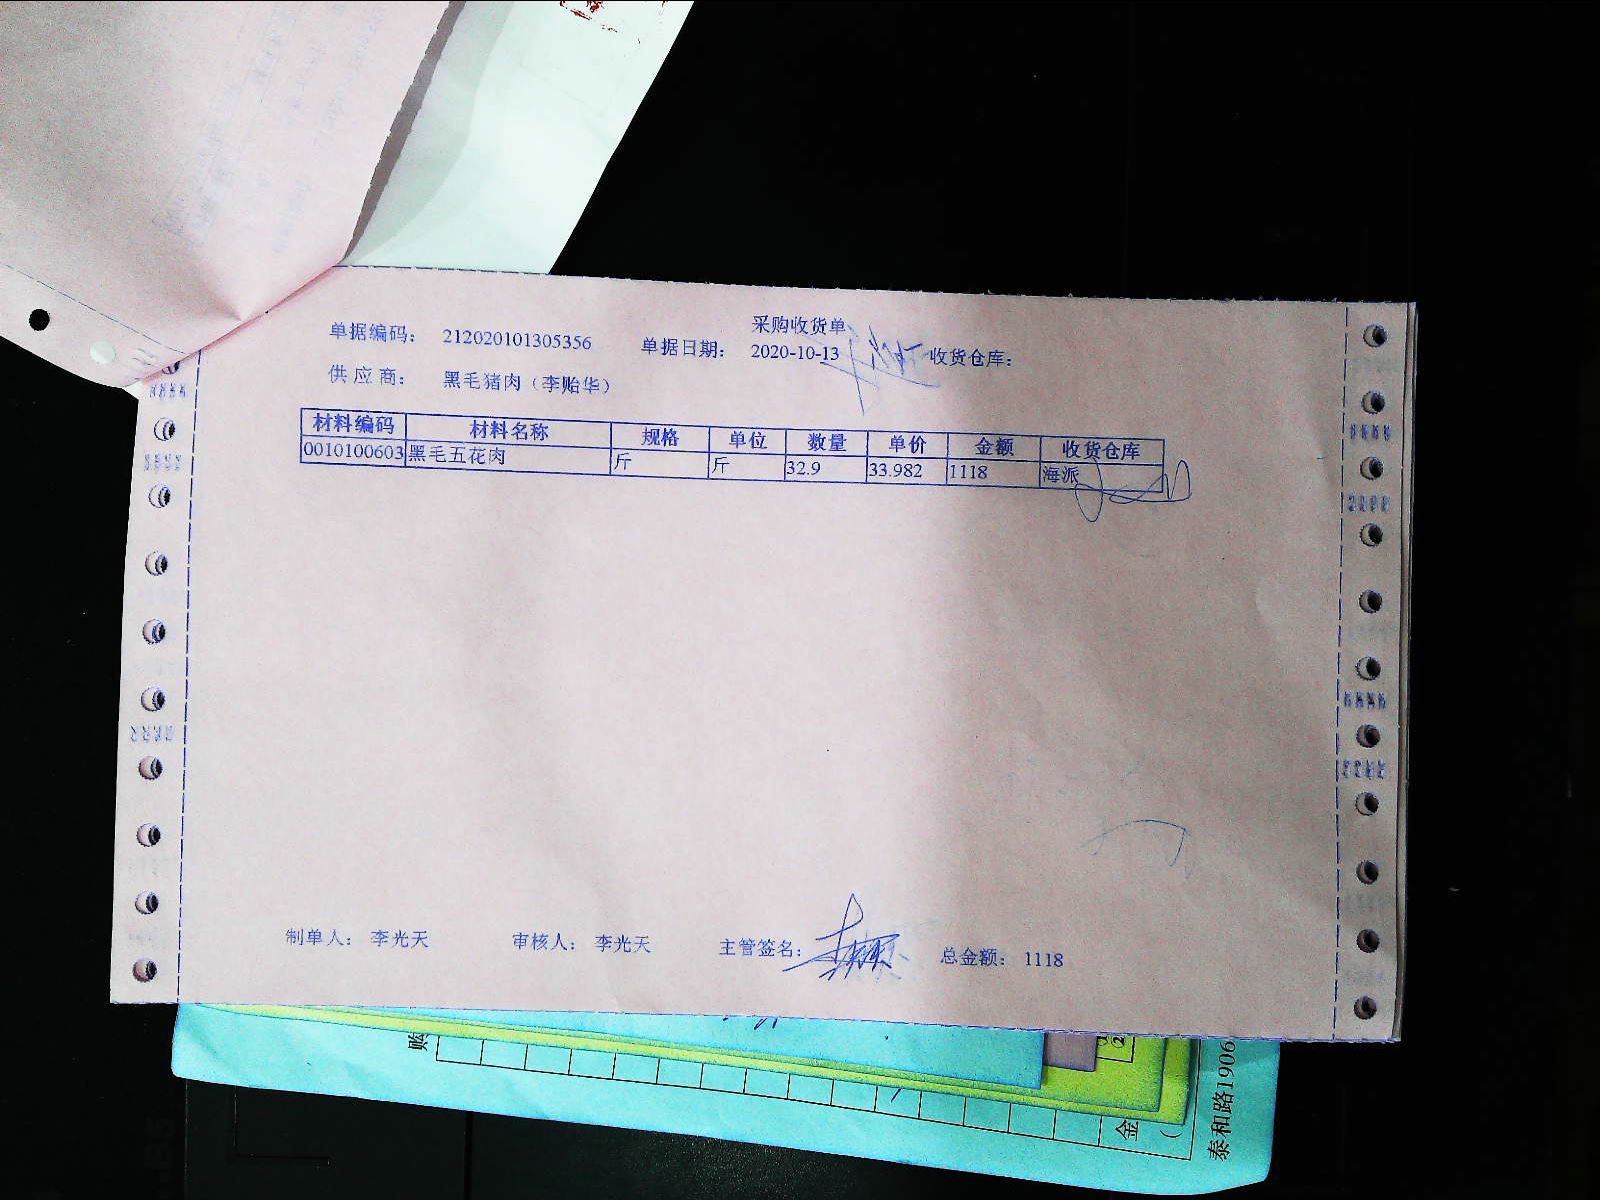 采购收货单
单据编码： 212020101305356 单据日期： 2020-10-13 收货仓库：
供应商： 黑毛猪肉（李贻华）
材料编码 材料名称 规格 单位 数量 单价 金额 收货仓库
0010100603 黑毛五花肉 斤 斤 32.9 33.982 1118 海派
制单人： 李光天 审核人： 李光天 主管签名： 总金额： 1118
购
金
泰和路1906